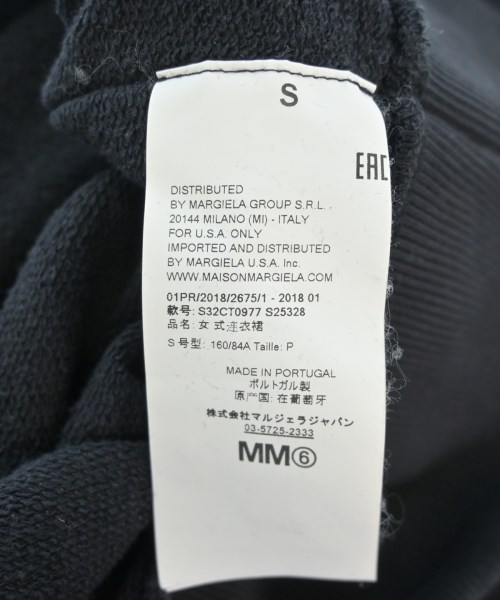 S
EAC
DISTRIBUTED
BY MARGIELA GROUP S.R.L.
20144 MILANO (MI) - ITALY
FOR U.S.A. ONLY
IMPORTED AND DISTRIBUTED
BY MARGIELA U.S.A. Inc.
WWW.MAISONMARGIELA.COM
01PR/2018/2675/1 - 2018 01
款号: S32CT0977 S25328
品名: 女式连衣裙
S 号型: 160/84A Taille: P
MADE IN PORTUGAL
ポルトガル製
原产国: 在葡萄牙
株式会社マルジェラジャパン
03-5725-2333
MM⑥